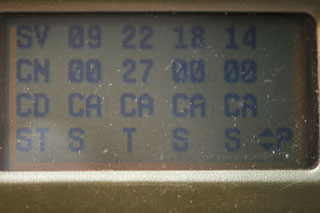 SV 09 22 18 14
CN 00 27 00 00
CD CA CA CA CA
ST S T S S ♦P